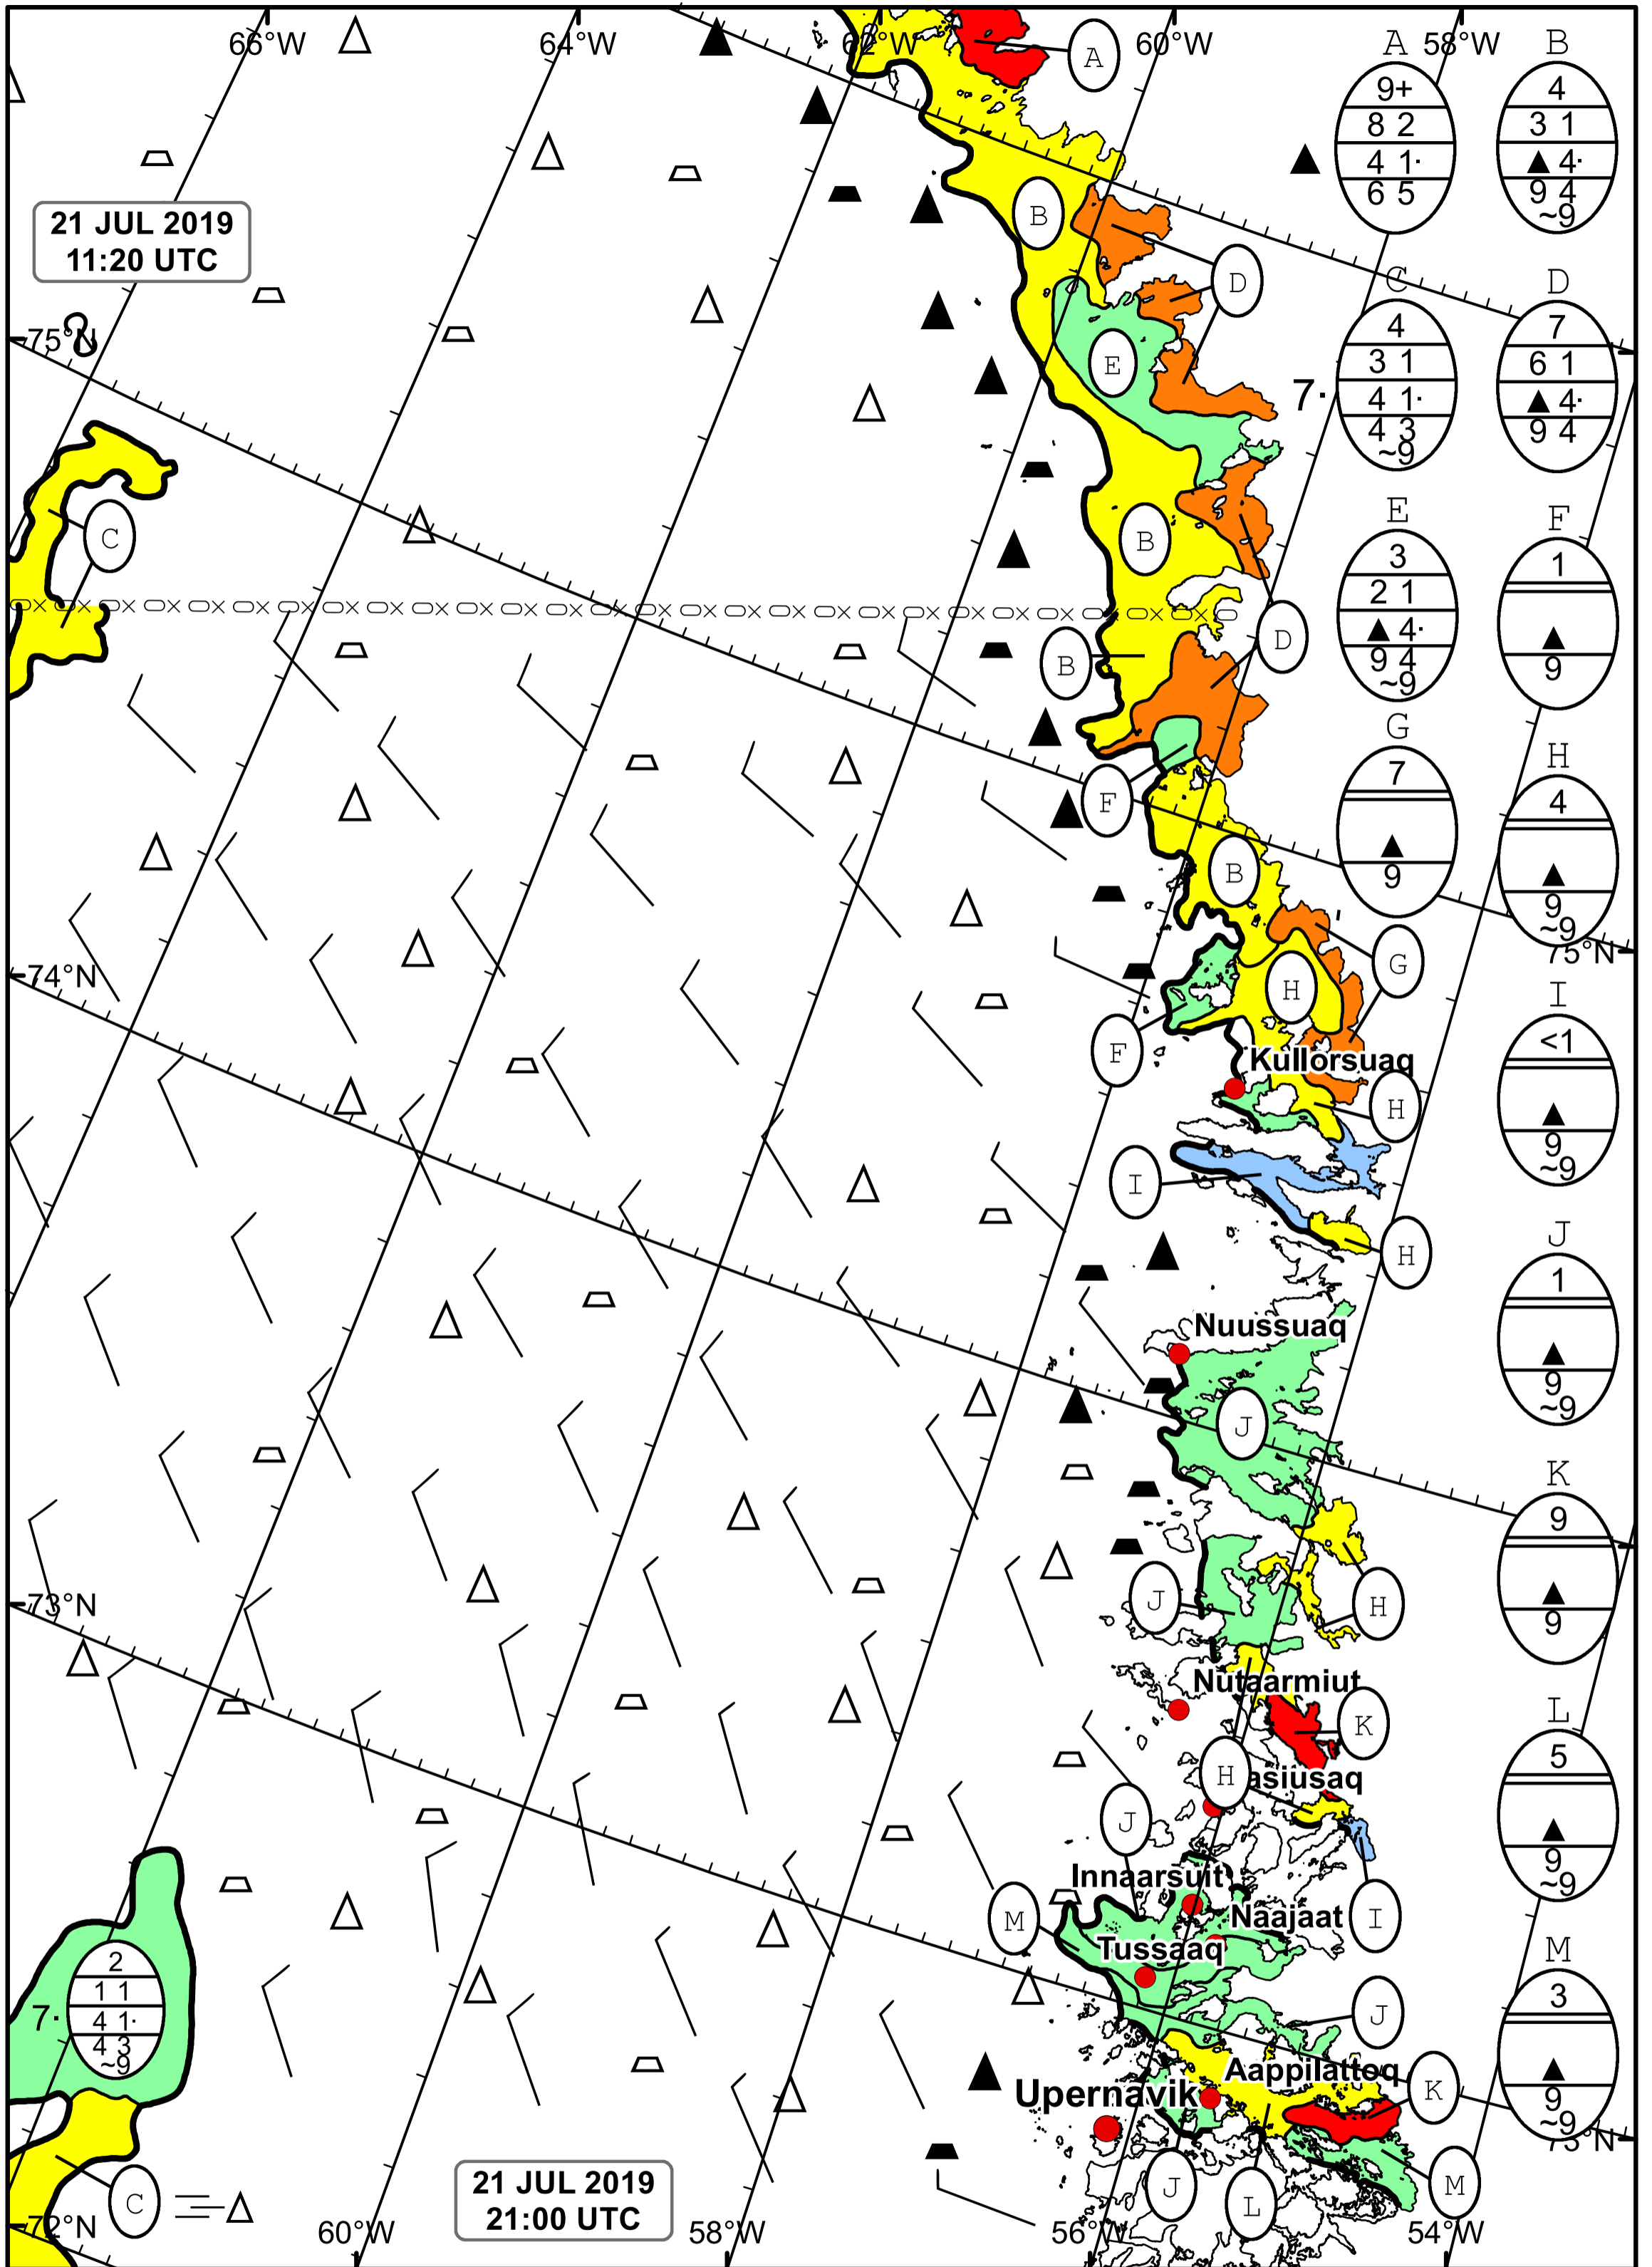 66°W
64°W
62°W
60°W
58°W
A
A
9+
8 2
4 1·
6 5
B
4
3 1
▲ 4·
9 4
~9
21 JUL 2019
11:20 UTC
B
D
C
7·
4
3 1
4 1·
4 3
~9
D
7
6 1
▲ 4·
9 4
75°N
E
C
B
E
3
2 1
▲ 4·
9 4
~9
F
1
▲
9
D
B
G
7
▲
9
H
4
▲
9
~9
F
B
75°N
74°N
G
H
F
Kullorsuaq
H
I
<1
▲
9
~9
I
H
J
1
▲
9
~9
Nuussuaq
J
K
9
▲
9
73°N
J
H
Nutaarmiut
K
L
5
▲
9
~9
H
asiusaq
J
Innaarsuit
M
Naajaat
I
Tussaaq
M
3
▲
9
~9
2
1 1
7·
4 1·
4 3
~9
J
Aappilattoq
K
Upernavik
73°N
J
L
M
C
21 JUL 2019
21:00 UTC
72°N
60°W
58°W
56°W
54°W